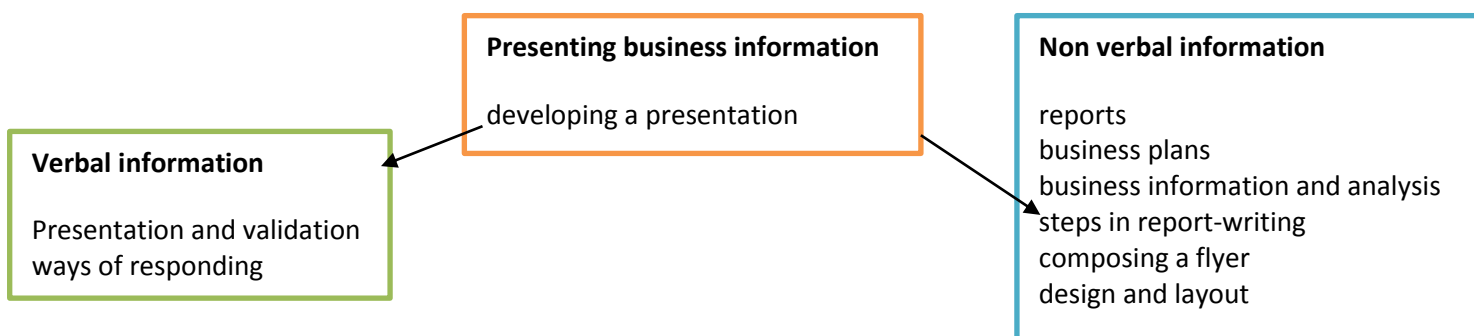 Presenting business information
developing a presentation
Verbal information
Presentation and validation
ways of responding
Non verbal information
reports
business plans
business information and analysis
steps in report-writing
composing a flyer
design and layout